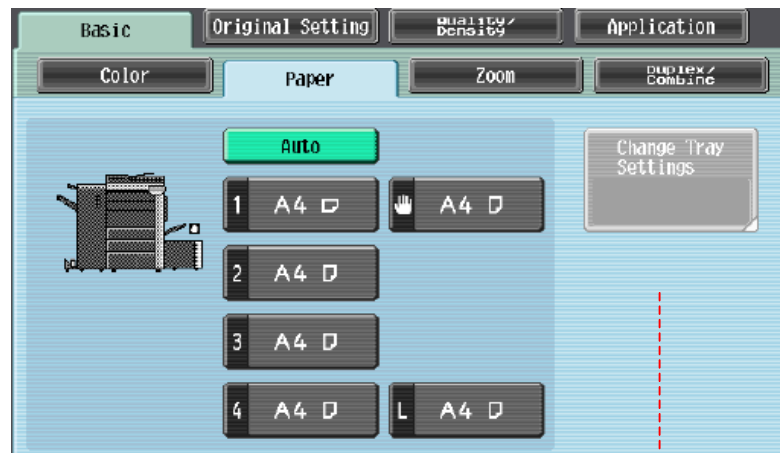 Basic
Original Setting
Quality/
Density
Application
Color
Paper
Zoom
Duplex/
Combine
Auto
Change Tray
Settings
1 A4
A4
2 A4
3 A4
4 A4
L A4